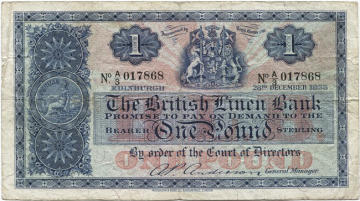 1 1
Nº A/3 017868 Nº A/3 017868
EDINBURGH DECEMBER
The British Linen Bank
PROMISE TO PAY ON DEMAND TO THE
BEARER One Pound STERLING
ONE POUND
By order of the Court of Directors
General Manager